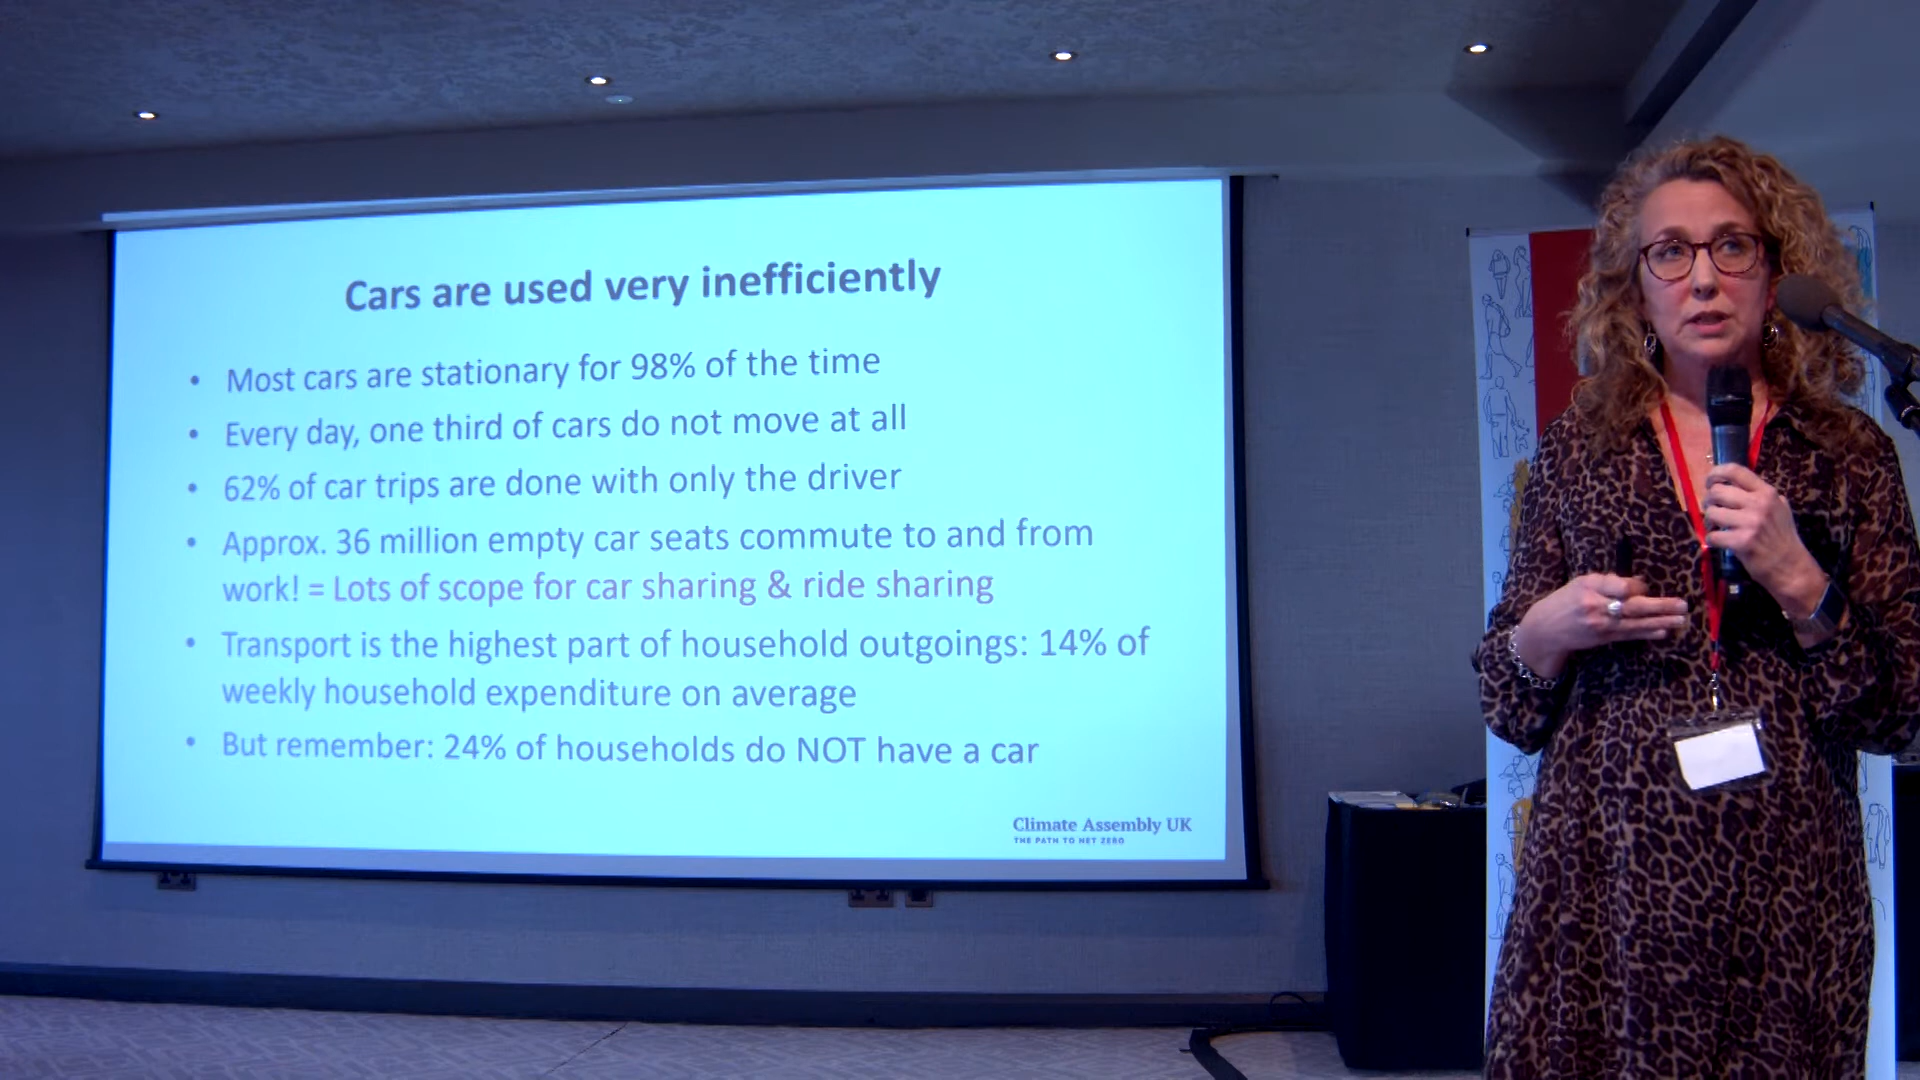 Cars are used very inefficiently
• Most cars are stationary for 98% of the time
• Every day, one third of cars do not move at all
• 62% of car trips are done with only the driver
• Approx. 36 million empty car seats commute to and from
work! = Lots of scope for car sharing & ride sharing
• Transport is the highest part of household outgoings: 14% of
weekly household expenditure on average
• But remember: 24% of households do NOT have a car
Climate Assembly UK
THE PATH TO NET ZERO